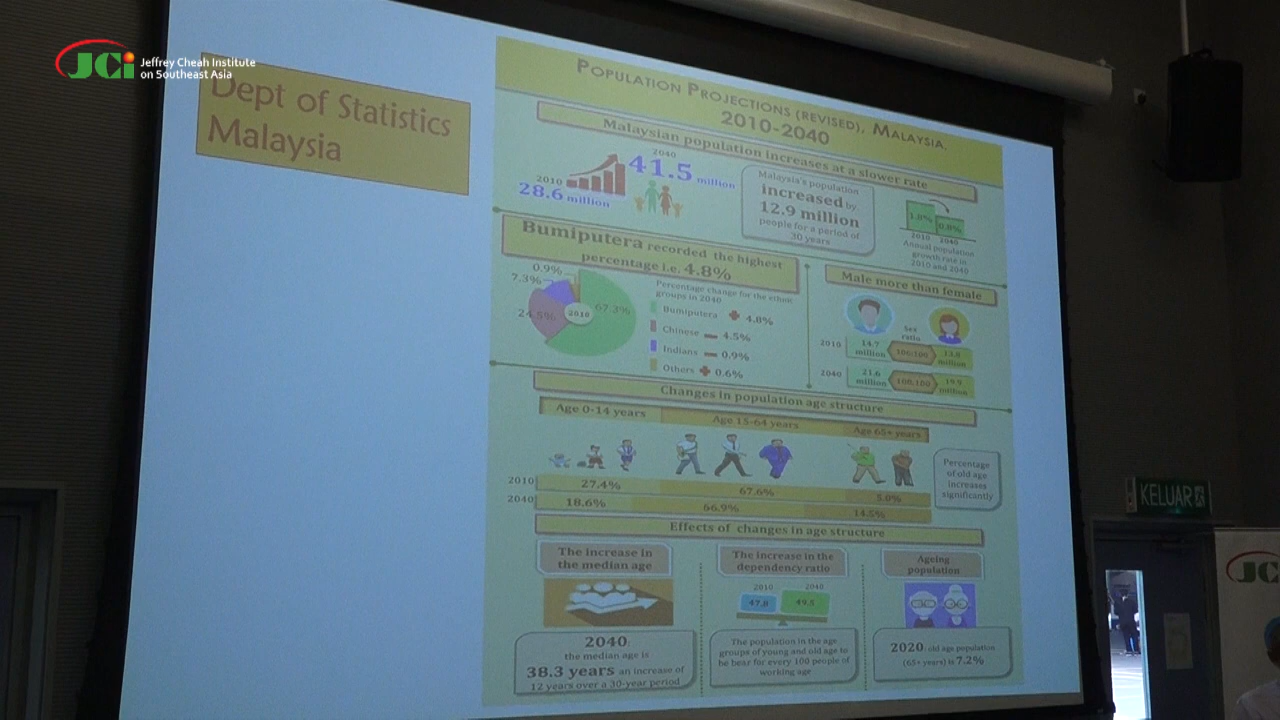 JCi Jeffrey Cheah Institute
on Southeast Asia
Dept of Statistics
Malaysia
POPULATION PROJECTIONS (REVISED), MALAYSIA.
2010-2040
Malaysian population increases at a slower rate
2010
28.6 million
2040
41.5 million
Malaysia's population
increased by
12.9 million
people for a period of
30 years
1.8%
0.8%
2010 2040
Annual population
growth rate in
2010 and 2040
Bumiputera recorded the highest
percentage i.e. 4.8%
0.9%
7.3%
24.5%
2010
67.3%
Percentage change for the ethnic
groups in 2040
Bumiputera 4.8%
Chinese 4.5%
Indians 0.9%
Others 0.6%
Male more than female
Sex
ratio
2010 14.7
million
million
2040 21.6
million
19.9
million
Changes in population age structure
Age 0-14 years Age 15-64 years Age 65+ years
2010 27.4% 67.6% 5.0%
2040 18.6% 66.9% 14.5%
Percentage
of old age
increases
significantly
Effects of changes in age structure
The increase in
the median age
2040:
the median age is
38.3 years an increase of
12 years over a 30-year period
The increase in the
dependency ratio
2010 2040
47.8 49.5
The population in the age
groups of young and old age to
be bear for every 100 people of
working age
Ageing
population
2020: old age population
(65+ years) is 7.2%
KELUAR
JCi